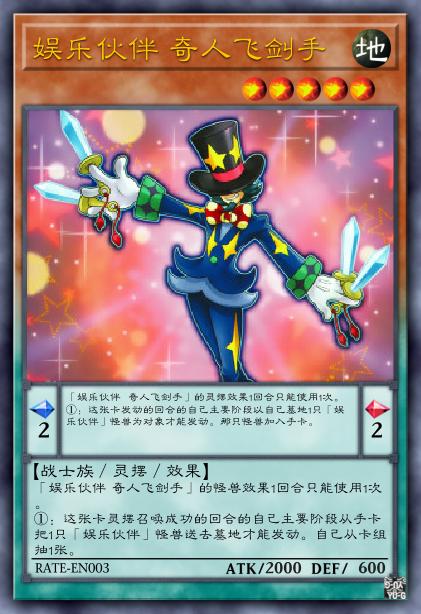 娱乐伙伴 奇人飞剑手
地
「娱乐伙伴 奇人飞剑手」的灵摆效果1回合只能使用1次。
①：这张卡发动的回合的自己主要阶段以自己墓地1只「娱
乐伙伴」怪兽为对象才能发动。那只怪兽加入手卡。
2
2
【战士族／灵摆／效果】
「娱乐伙伴 奇人飞剑手」的怪兽效果1回合只能使用1次
。
①：这张卡灵摆召唤成功的回合的自己主要阶段从手卡
把1只「娱乐伙伴」怪兽送去墓地才能发动。自己从卡组
抽1张。
RATE-EN003 ATK/2000 DEF/ 600